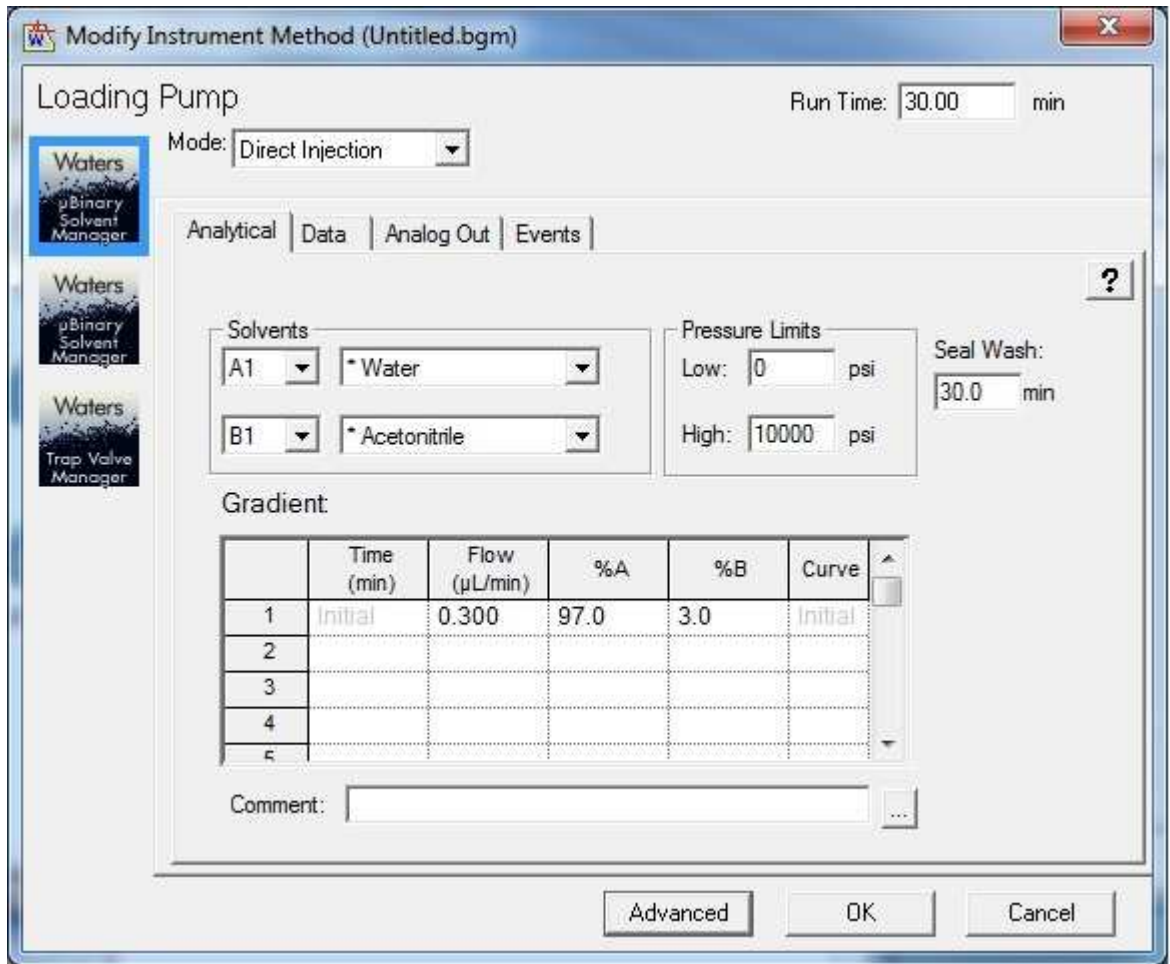 Modify Instrument Method (Untitled.bgm)
Loading Pump
Run Time: 30.00 min
Mode: Direct Injection
Waters
µBinary
Solvent
Manager
Waters
µBinary
Solvent
Manager
Waters
Trap Valve
Manager
Analytical Data Analog Out Events
?
Solvents
A1 * Water
B1 * Acetonitrile
Pressure Limits
Low: 0 psi
High: 10000 psi
Seal Wash:
30.0 min
Gradient:
Time (min) Flow (µL/min) %A %B Curve
1 Initial 0.300 97.0 3.0 Initial
2
3
4
5
Comment:
...
Advanced OK Cancel